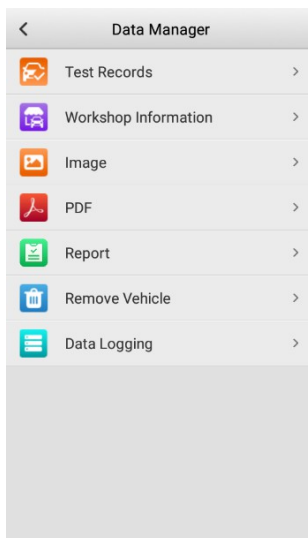 Data Manager
Test Records
Workshop Information
Image
PDF
Report
Remove Vehicle
Data Logging